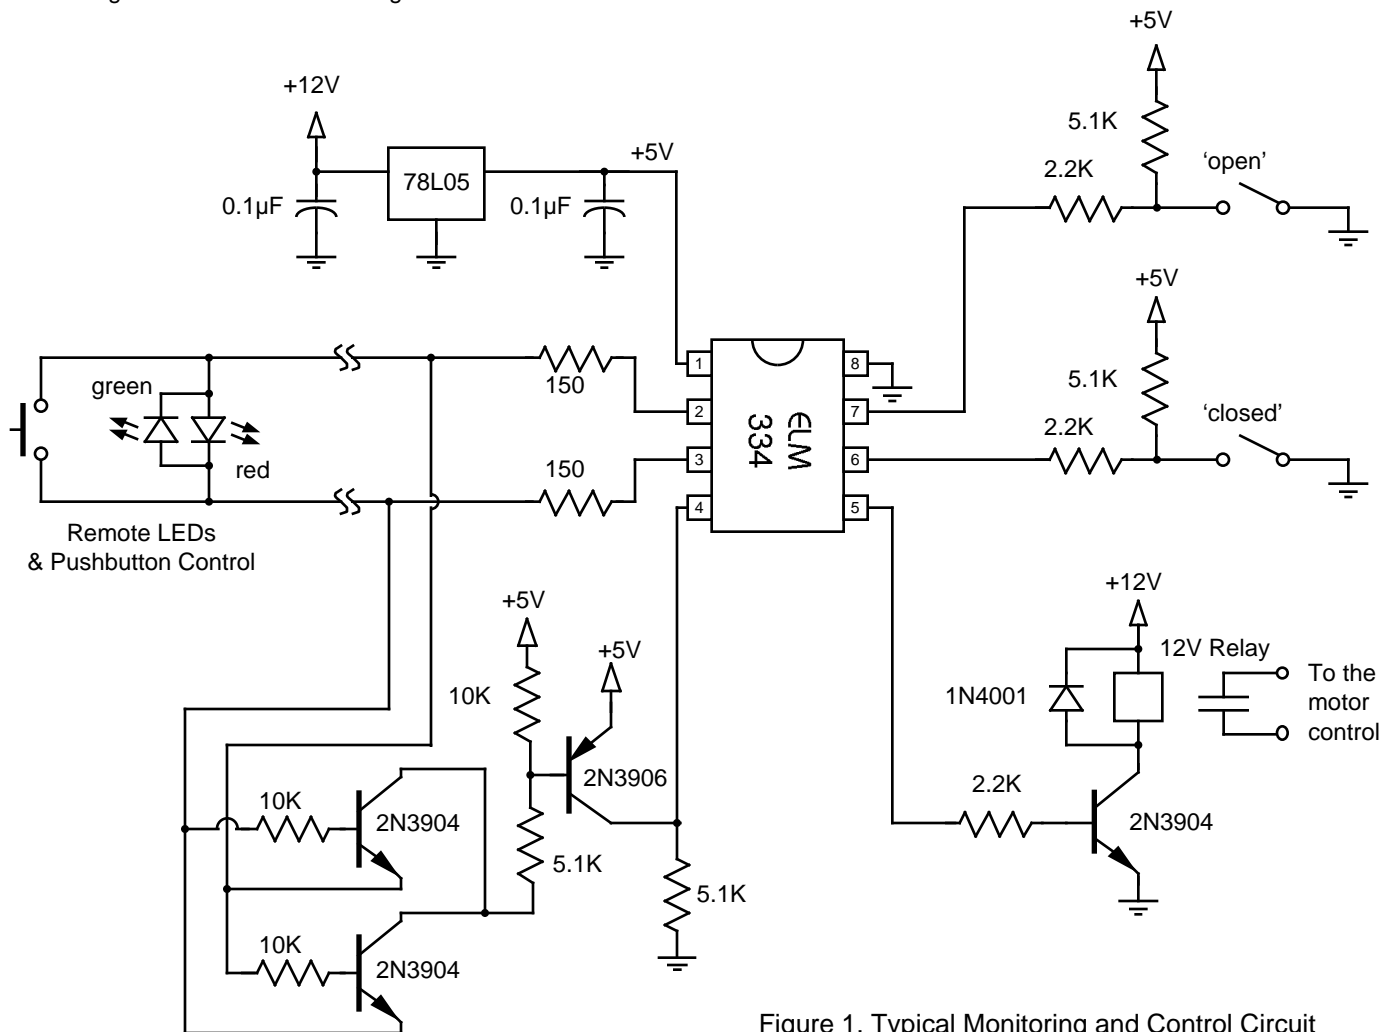 +5V
+12V
5.1K
2.2K
'open'
78L05
+5V
0.1µF
0.1µF
+5V
5.1K
2.2K
'closed'
green
red
150
150
1
2
3
4
8
7
6
5
ELM
334
Remote LEDs
& Pushbutton Control
+5V
+5V
10K
2N3906
5.1K
5.1K
10K
2N3904
10K
2N3904
+12V
12V Relay
1N4001
To the
motor
control
2.2K
2N3904
Figure 1. Typical Monitoring and Control Circuit